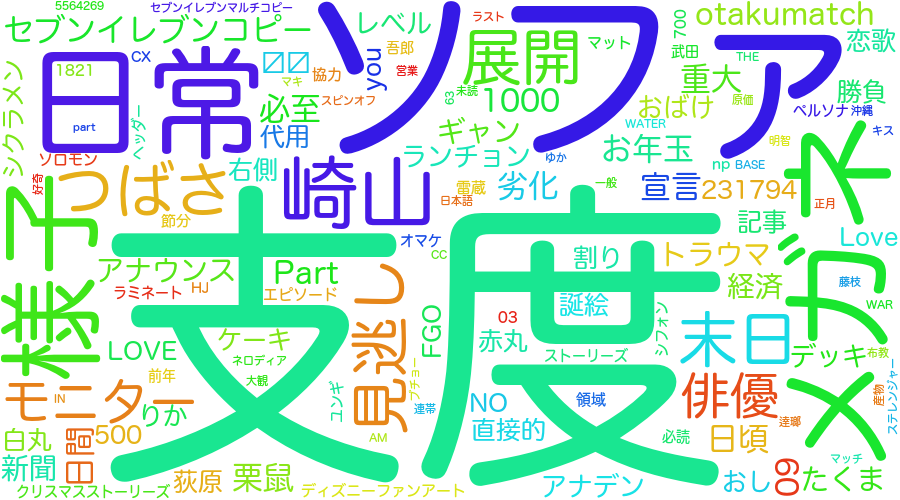 5564269
セブンイレブンマルチコピー
セブンイレブンコピー
ソファ
レベル
ラスト
700
otakumatch
恋歌
日常
CX
吾郎
you
営業
展開
マット
武田
THE
重大
勝負
1821
マキ
協力
スピンオフ
必至
代用
未読
63
1000
おばけ
原価
ペルソナ
沖縄
part
ヘッダー
シクラメン
ギャン
WATER
明智
キス
ソロモン
好奇
様子
つばさ
右側
崎山
ランチョン
ゆか
お年玉
np
BASE
メガネ
雷蔵
日本語
劣化
一般
宣言
231794
正月
節分
支度
オマケ
CC
記事
Love
アナウンス
Part
見逃し
割り
トラウマ
藤枝
ラミネート
HJ
エピソード
経済
WAR
誕絵
FGO
03
赤丸
シフォン
末日
LOVE
ケーキ
ネロディア
ストーリーズ
デッキ
布教
前年
大観
プチョー
モニター
IN
りか
ユンギ
連帯
NO
領域
俳優
産物
ステレンジャー
白丸
日間
500
AM
直接的
必読
日頃
マッチ
新聞
荻原
栗鼠
アナデン
おし
09
たくま
クリスマスストーリーズ
ディズニーファンアート